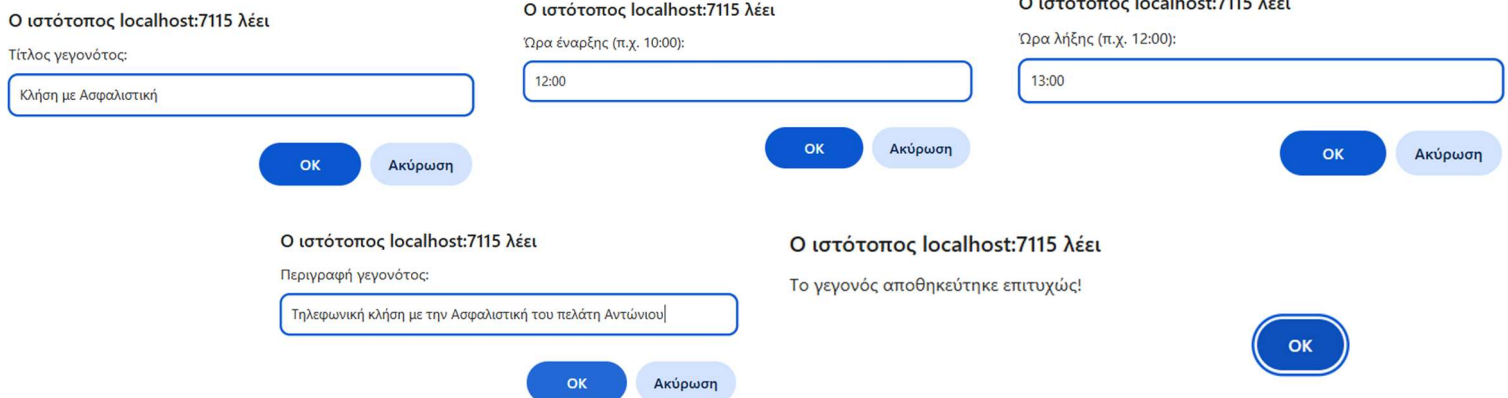 Ο ιστότοπος localhost:7115 λέει
Τίτλος γεγονότος:
Κλήση με Ασφαλιστική
OK
Ακύρωση
Ο ιστότοπος localhost:7115 λέει
Ώρα έναρξης (π.χ. 10:00):
12:00
OK
Ακύρωση
Ο ιστότοπος localhost:7115 λέει
Ώρα λήξης (π.χ. 12:00):
13:00
OK
Ακύρωση
Ο ιστότοπος localhost:7115 λέει
Περιγραφή γεγονότος:
Τηλεφωνική κλήση με την Ασφαλιστική του πελάτη Αντώνιου
OK
Ακύρωση
Ο ιστότοπος localhost:7115 λέει
Το γεγονός αποθηκεύτηκε επιτυχώς!
OK